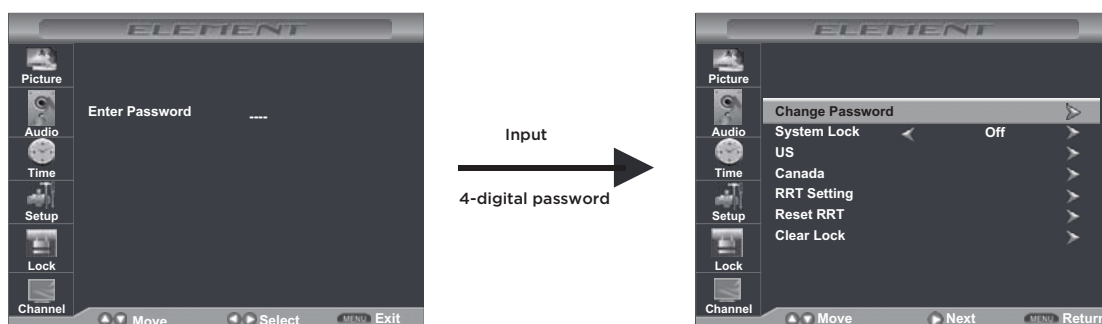 ELEMENT
Picture
Audio
Time
Setup
Lock
Channel
Enter Password ----
Move Select MENU Exit
Input
4-digital password
ELEMENT
Picture
Audio
Time
Setup
Lock
Channel
Change Password
System Lock Off
US
Canada
RRT Setting
Reset RRT
Clear Lock
Move Next MENU Return